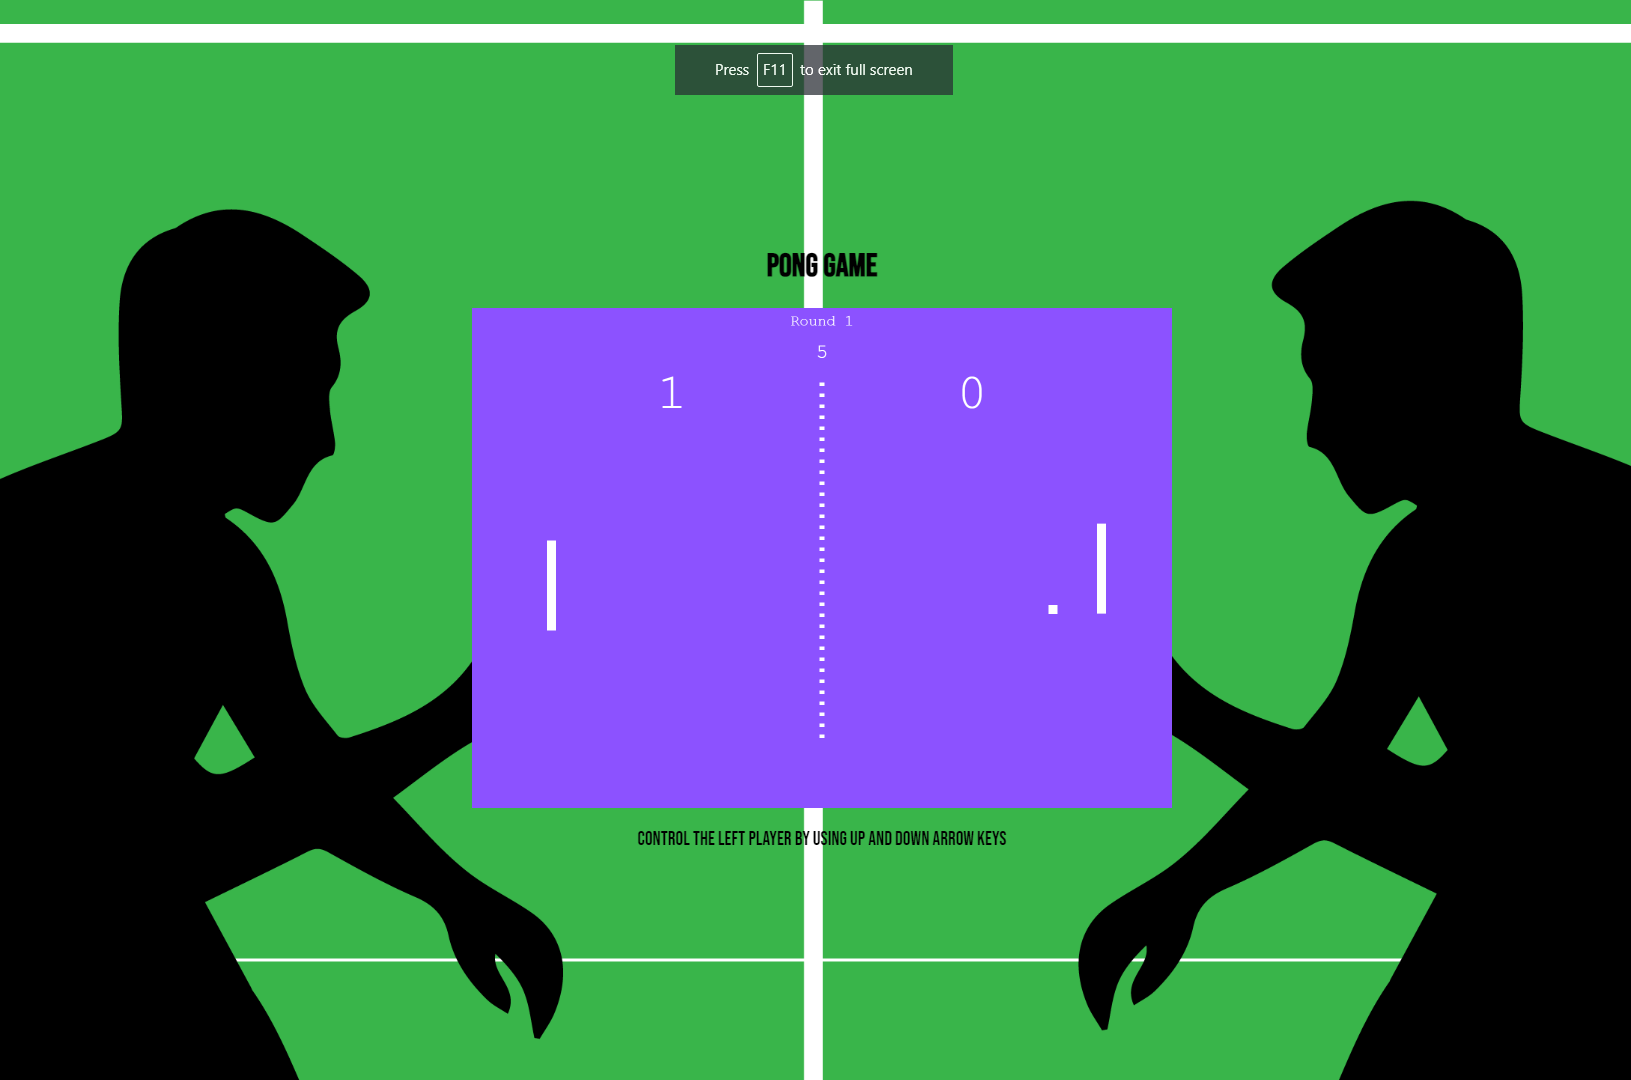 Press F11 to exit full screen
PONG GAME
Round 1
5
1 0
CONTROL THE LEFT PLAYER BY USING UP AND DOWN ARROW KEYS